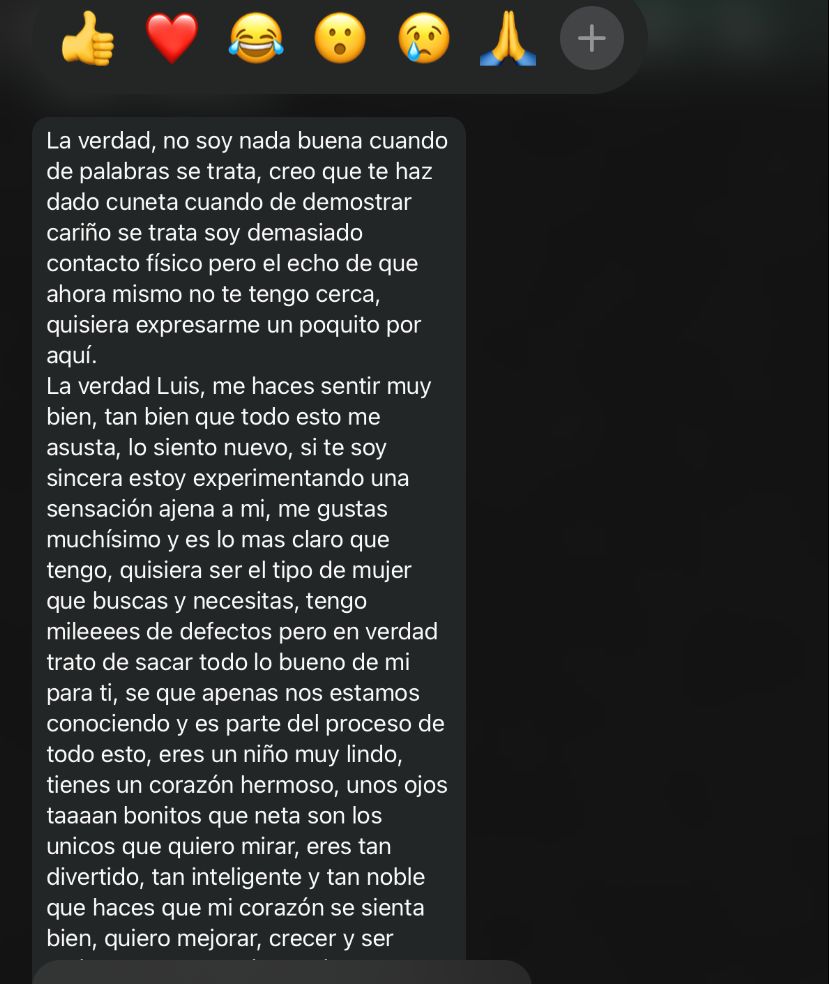 La verdad, no soy nada buena cuando
de palabras se trata, creo que te haz
dado cuneta cuando de demostrar
cariño se trata soy demasiado
contacto físico pero el echo de que
ahora mismo no te tengo cerca,
quisiera expresarme un poquito por
aquí.
La verdad Luis, me haces sentir muy
bien, tan bien que todo esto me
asusta, lo siento nuevo, si te soy
sincera estoy experimentando una
sensación ajena a mi, me gustas
muchísimo y es lo mas claro que
tengo, quisiera ser el tipo de mujer
que buscas y necesitas, tengo
mileeees de defectos pero en verdad
trato de sacar todo lo bueno de mi
para ti, se que apenas nos estamos
conociendo y es parte del proceso de
todo esto, eres un niño muy lindo,
tienes un corazón hermoso, unos ojos
taaaan bonitos que neta son los
unicos que quiero mirar, eres tan
divertido, tan inteligente y tan noble
que haces que mi corazón se sienta
bien, quiero mejorar, crecer y ser